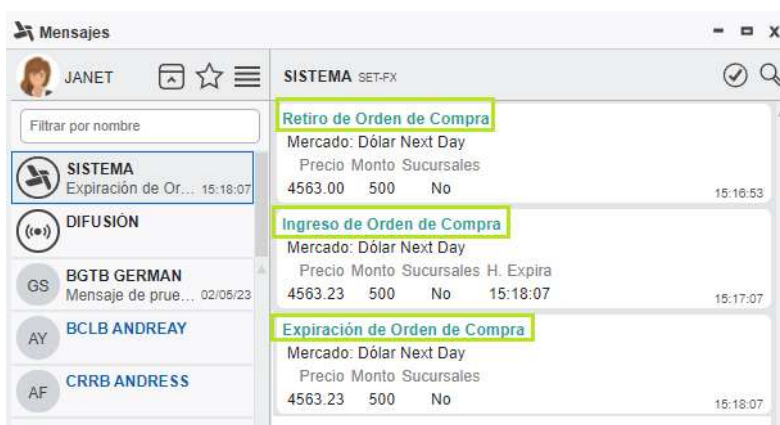 Mensajes
JANET
Filtrar por nombre
SISTEMA
Expiración de Or... 15:18:07
DIFUSIÓN
GS
BGTB GERMAN
Mensaje de prue... 02/05/23
AY
BCLB ANDREAY
AF
CRRB ANDRESS
SISTEMA SET-FX
Retiro de Orden de Compra
Mercado: Dólar Next Day
Precio Monto Sucursales
4563.00 500 No
15:16:53
Ingreso de Orden de Compra
Mercado: Dólar Next Day
Precio Monto Sucursales H. Expira
4563.23 500 No 15:18:07
15:17:07
Expiración de Orden de Compra
Mercado: Dólar Next Day
Precio Monto Sucursales
4563.23 500 No
15:18:07